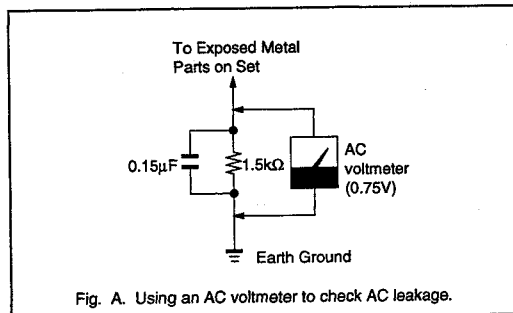 To Exposed Metal
Parts on Set
0.15μF
1.5kΩ
AC
voltmeter
(0.75V)
Earth Ground
Fig. A. Using an AC voltmeter to check AC leakage.